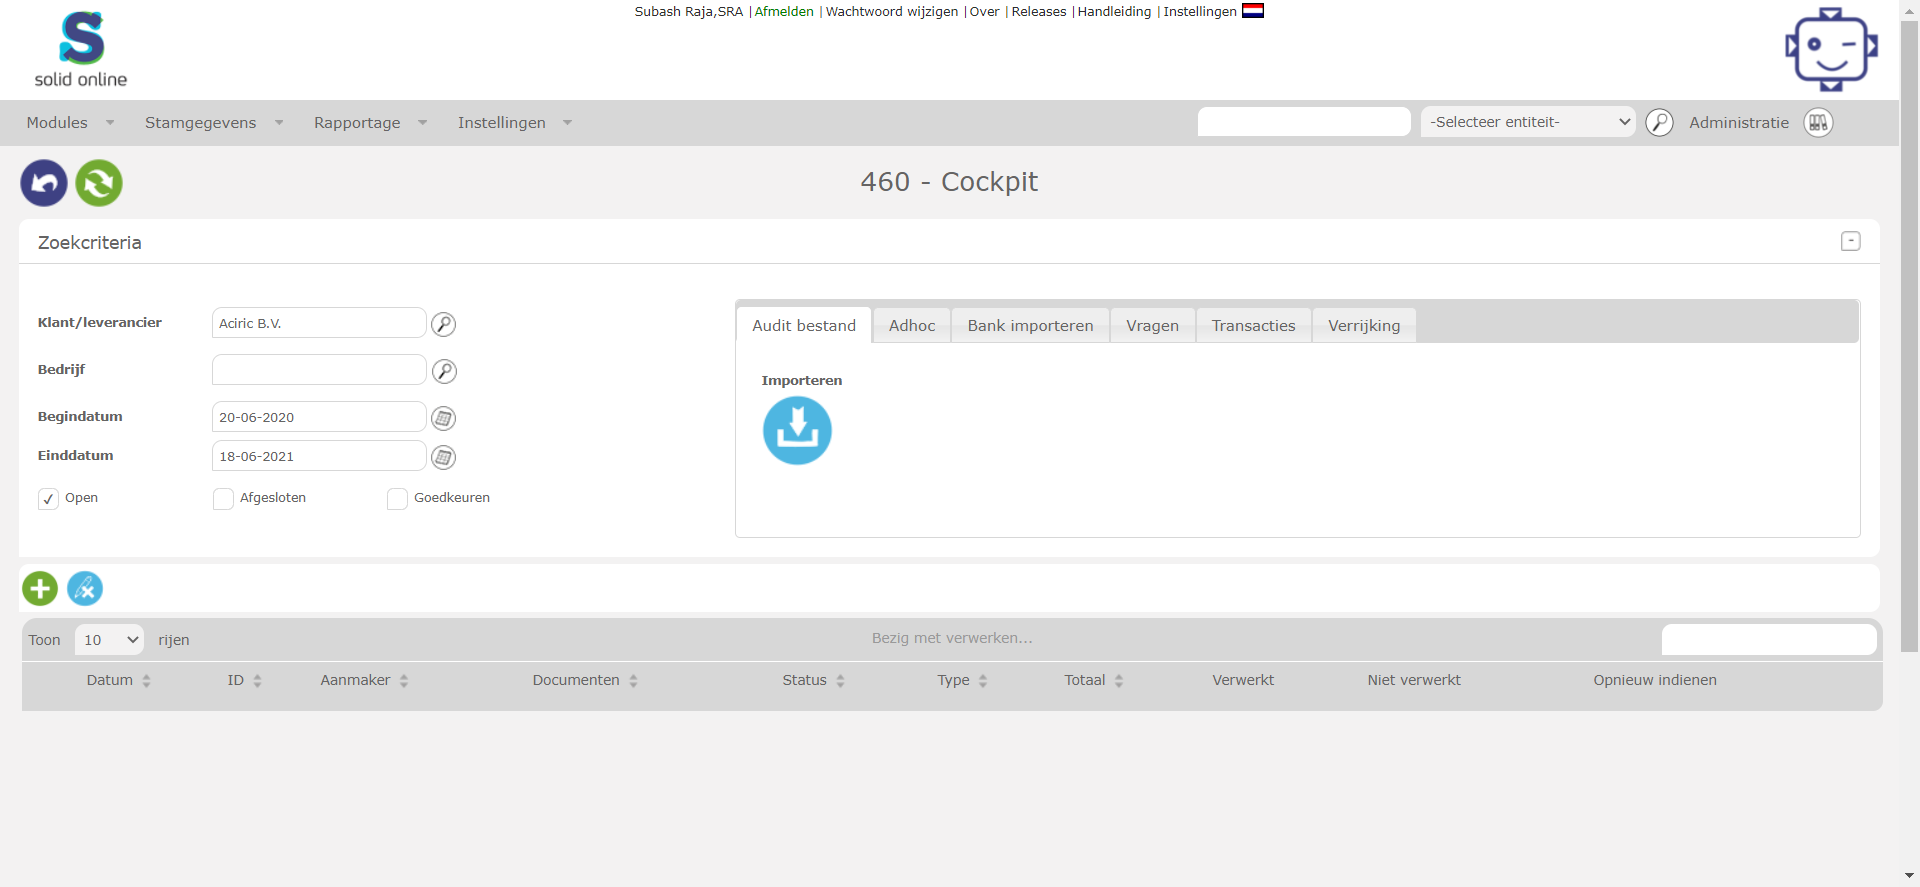 Subash Raja,SRA | Afmelden | Wachtwoord wijzigen | Over | Releases | Handleiding | Instellingen
S
solid online
Modules Stamgegevens Rapportage Instellingen -Selecteer entiteit- Administratie
460 - Cockpit
Zoekcriteria -
Klant/leverancier Aciric B.V.
Bedrijf
Begindatum 20-06-2020
Einddatum 18-06-2021
Open Afgesloten Goedkeuren
Audit bestand Adhoc Bank importeren Vragen Transacties Verrijking
Importeren
Toon 10 rijen Bezig met verwerken...
Datum ID Aanmaker Documenten Status Type Totaal Verwerkt Niet verwerkt Opnieuw indienen